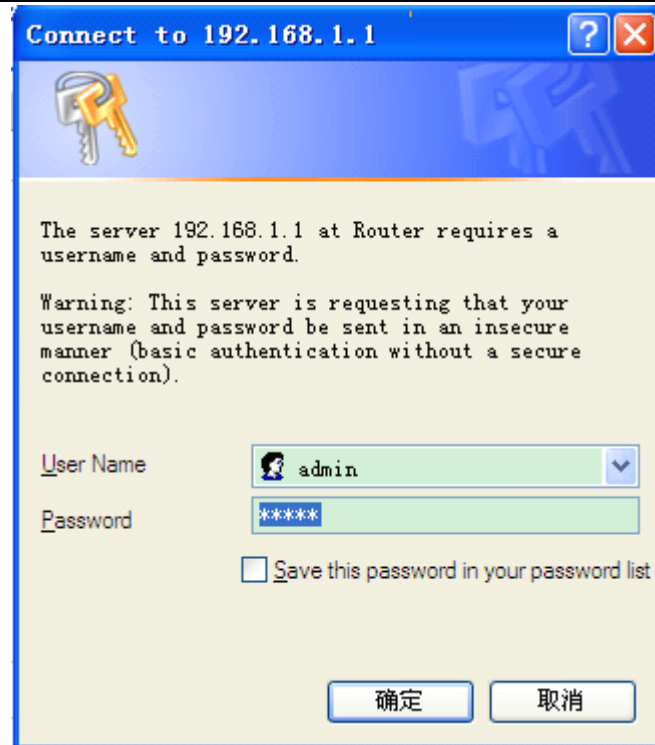 Connect to 192.168.1.1
The server 192.168.1.1 at Router requires a
username and password.
Warning: This server is requesting that your
username and password be sent in an insecure
manner (basic authentication without a secure
connection).
User Name
admin
Password
*****
Save this password in your password list
确定
取消